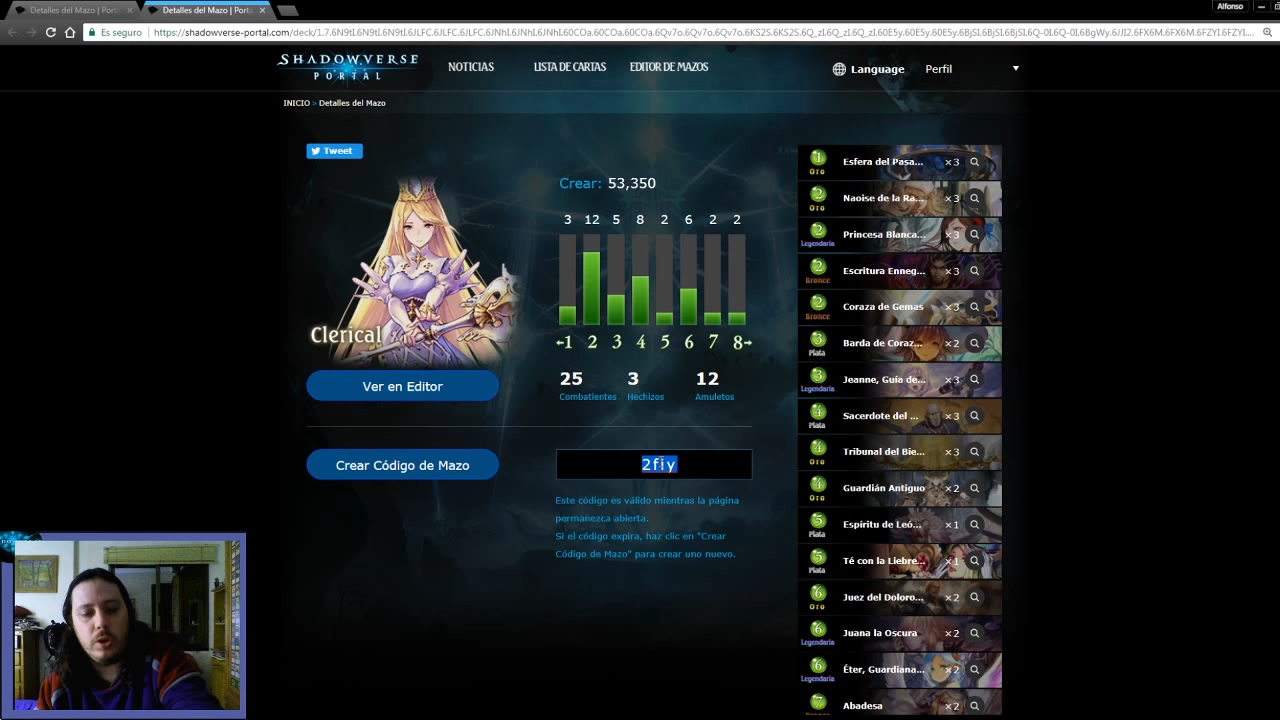 Detalles del Mazo | Port
Detalles del Mazo | Port
Alfonso
Es seguro
SHADOWVERSE
PORTAL
NOTICIAS
LISTA DE CARTAS
EDITOR DE MAZOS
Language
Perfil
INICIO > Detalles del Mazo
Tweet
Clerical
Ver en Editor
Crear Código de Mazo
Crear: 53,350
3 12 5 8 2 6 2 2
1 2 3 4 5 6 7 8
25 3 12
Combatientes Hechizos Amuletos
2fly
Este código es válido mientras la página
permanezca abierta.
Si el código expira, haz clic en "Crear
Código de Mazo" para crear uno nuevo.
1 Oro Esfera del Pasa... ×3
2 Oro Naoise de la Ra... ×3
2 Legendaria Princesa Blanca... ×3
2 Bronce Escritura Enneg... ×3
2 Bronce Coraza de Gemas ×3
3 Plata Barda de Coraz... ×2
3 Legendaria Jeanne, Guía de... ×3
4 Plata Sacerdote del ... ×3
4 Oro Tribunal del Bie... ×3
4 Oro Guardián Antiguo ×2
5 Plata Espíritu de Leó... ×1
5 Plata Té con la Liebre... ×1
6 Oro Juez del Doloro... ×2
6 Legendaria Juana la Oscura ×2
6 Legendaria Éter, Guardiana... ×2
7 Bronce Abadesa ×2